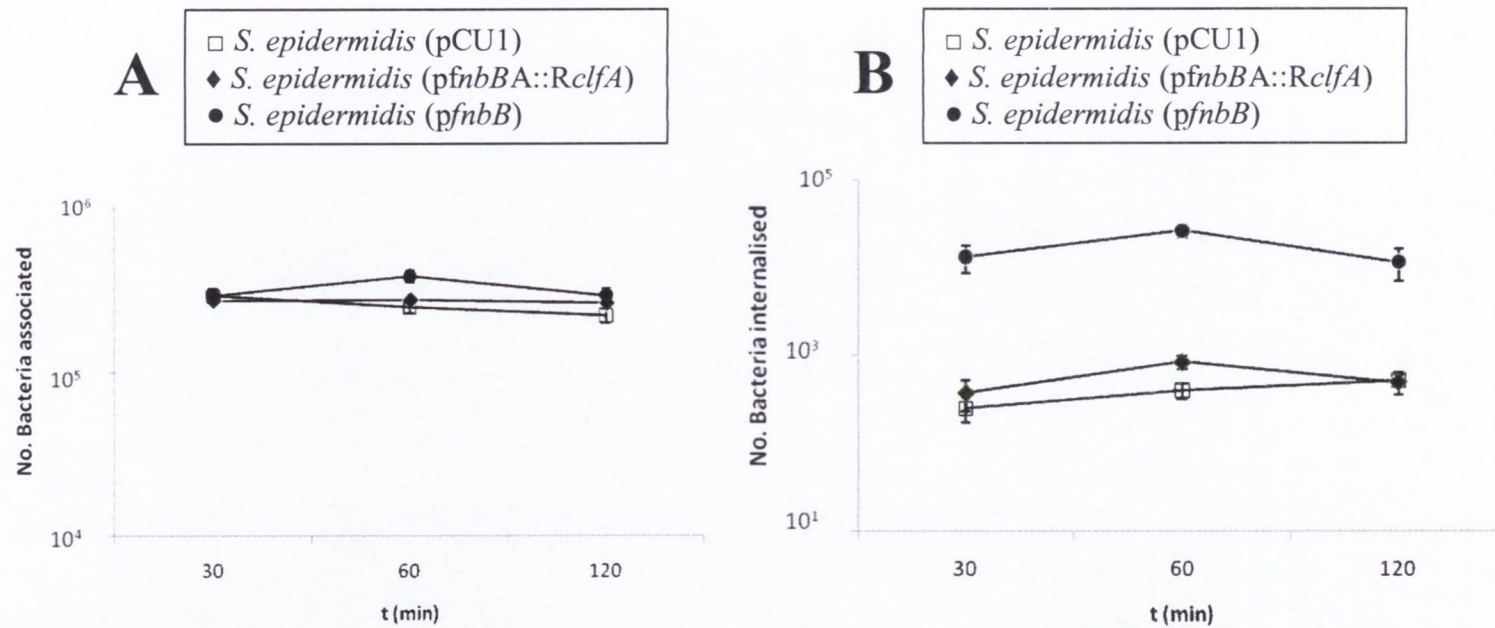 A
□ S. epidermidis (pCU1)
♦ S. epidermidis (pfnbBA::RclfA)
● S. epidermidis (pfnbB)
No. Bacteria associated
10⁶
10⁵
10⁴
30 60 120
t (min)
B
□ S. epidermidis (pCU1)
♦ S. epidermidis (pfnbBA::RclfA)
● S. epidermidis (pfnbB)
No. Bacteria internalised
10⁵
10³
10¹
30 60 120
t (min)